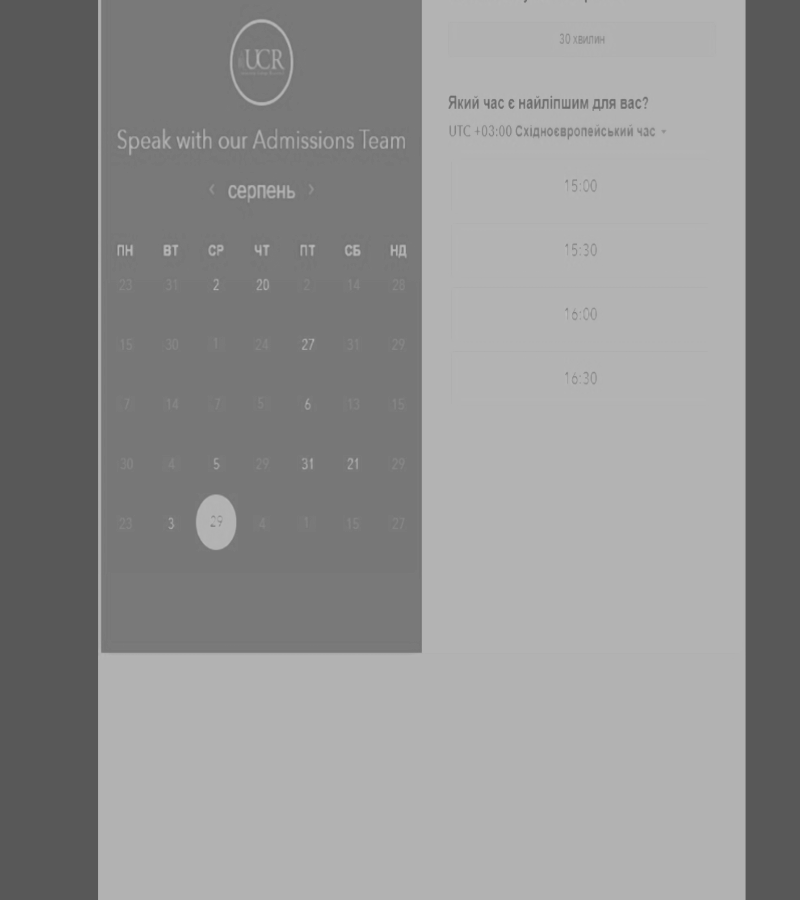 UCR
Speak with our Admissions Team
‹ серпень ›
ПН ВТ СР ЧТ ПТ СБ НД
23 31 2 20 2 14 28
15 30 1 24 27 31 29
7 14 7 5 6 13 15
30 4 5 29 31 21 29
23 3 29 4 1 15 27
30 хвилин
Який час є найліпшим для вас?
UTC +03:00 Східноєвропейський час
15:00
15:30
16:00
16:30